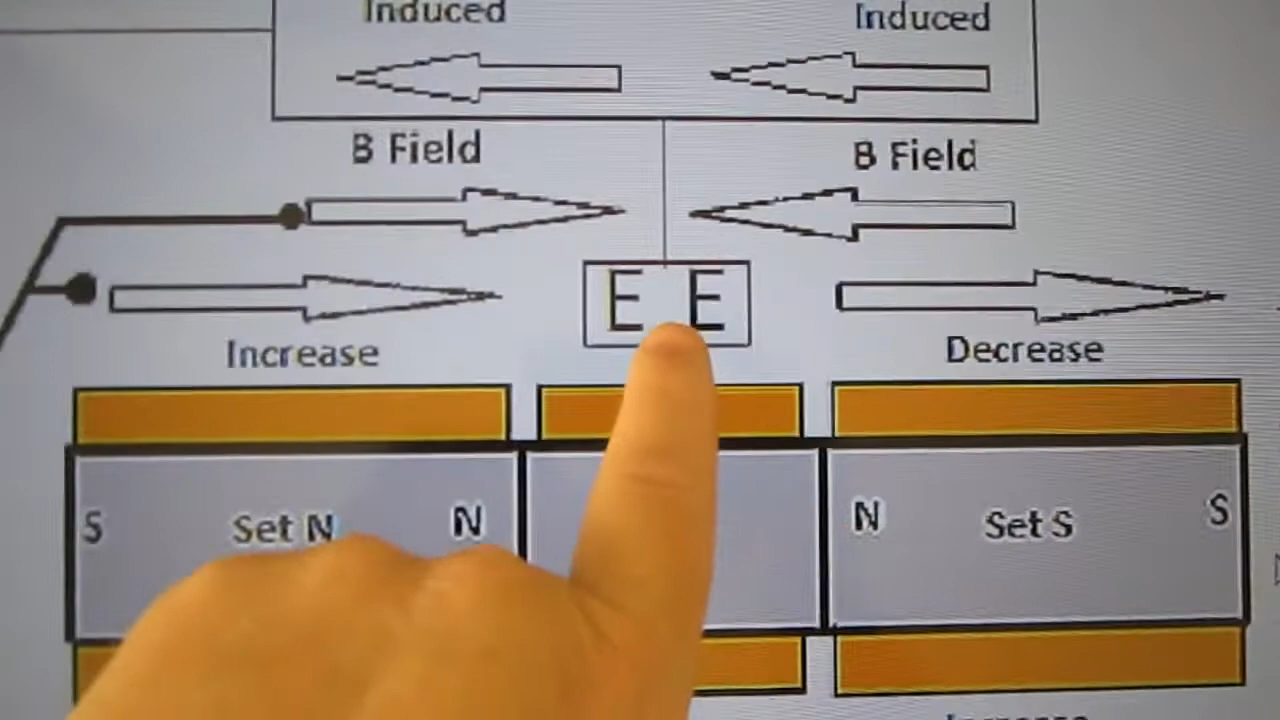 Induced Induced
B Field B Field
E E
Increase Decrease
S Set N N N Set S S